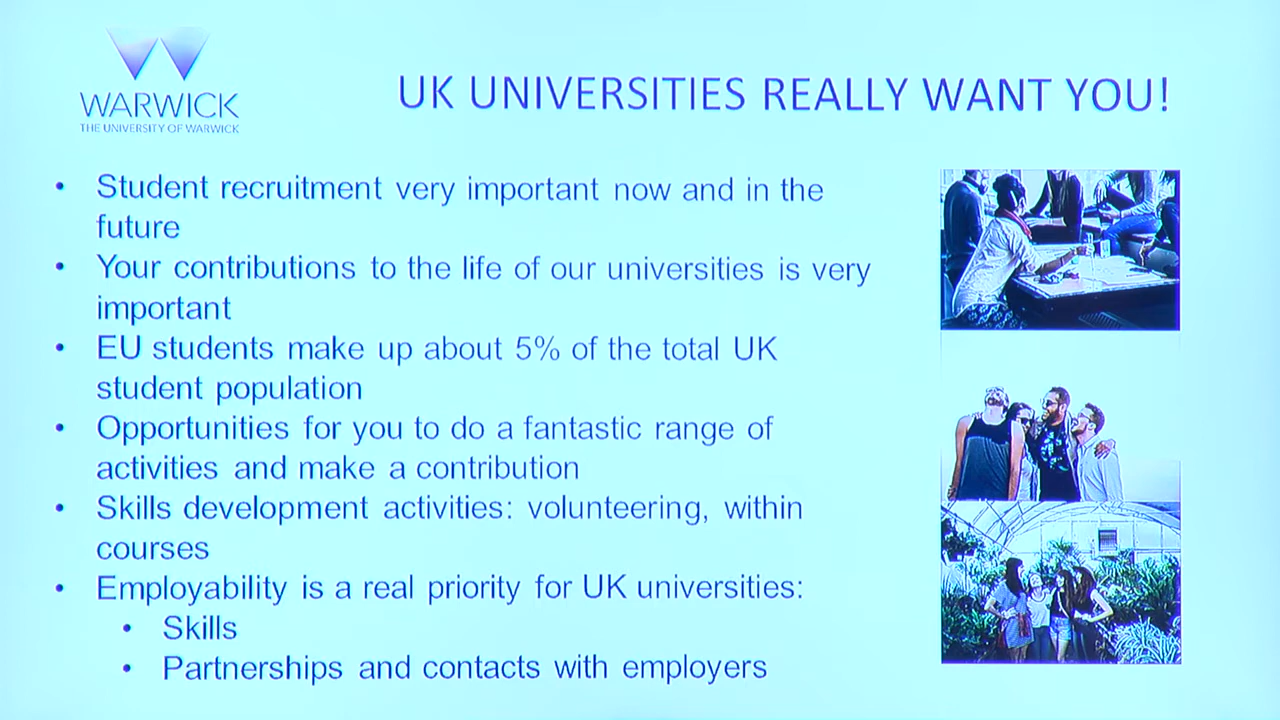 WARWICK
THE UNIVERSITY OF WARWICK
UK UNIVERSITIES REALLY WANT YOU!
• Student recruitment very important now and in the
future
• Your contributions to the life of our universities is very
important
• EU students make up about 5% of the total UK
student population
• Opportunities for you to do a fantastic range of
activities and make a contribution
• Skills development activities: volunteering, within
courses
• Employability is a real priority for UK universities:
• Skills
• Partnerships and contacts with employers